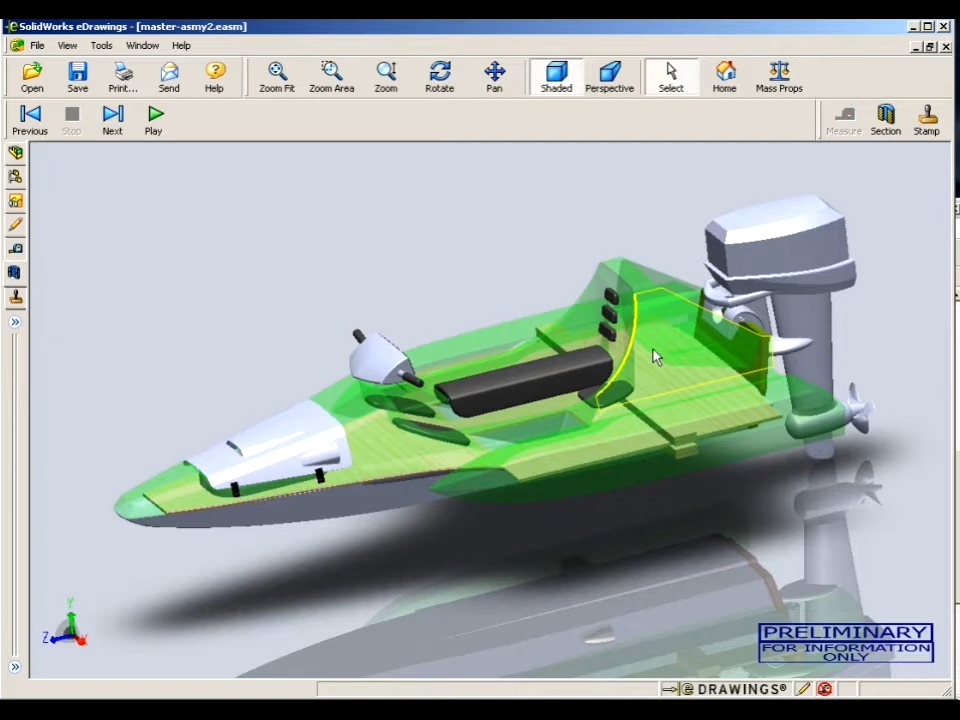 eSolidWorks eDrawings - [master-asmy2.easm]
File View Tools Window Help
Open Save Print... Send Help Zoom Fit Zoom Area Zoom Rotate Pan Shaded Perspective Select Home Mass Props
Previous Stop Next Play Measure Section Stamp
Y
Z X
PRELIMINARY
FOR INFORMATION
ONLY
e DRAWINGS®